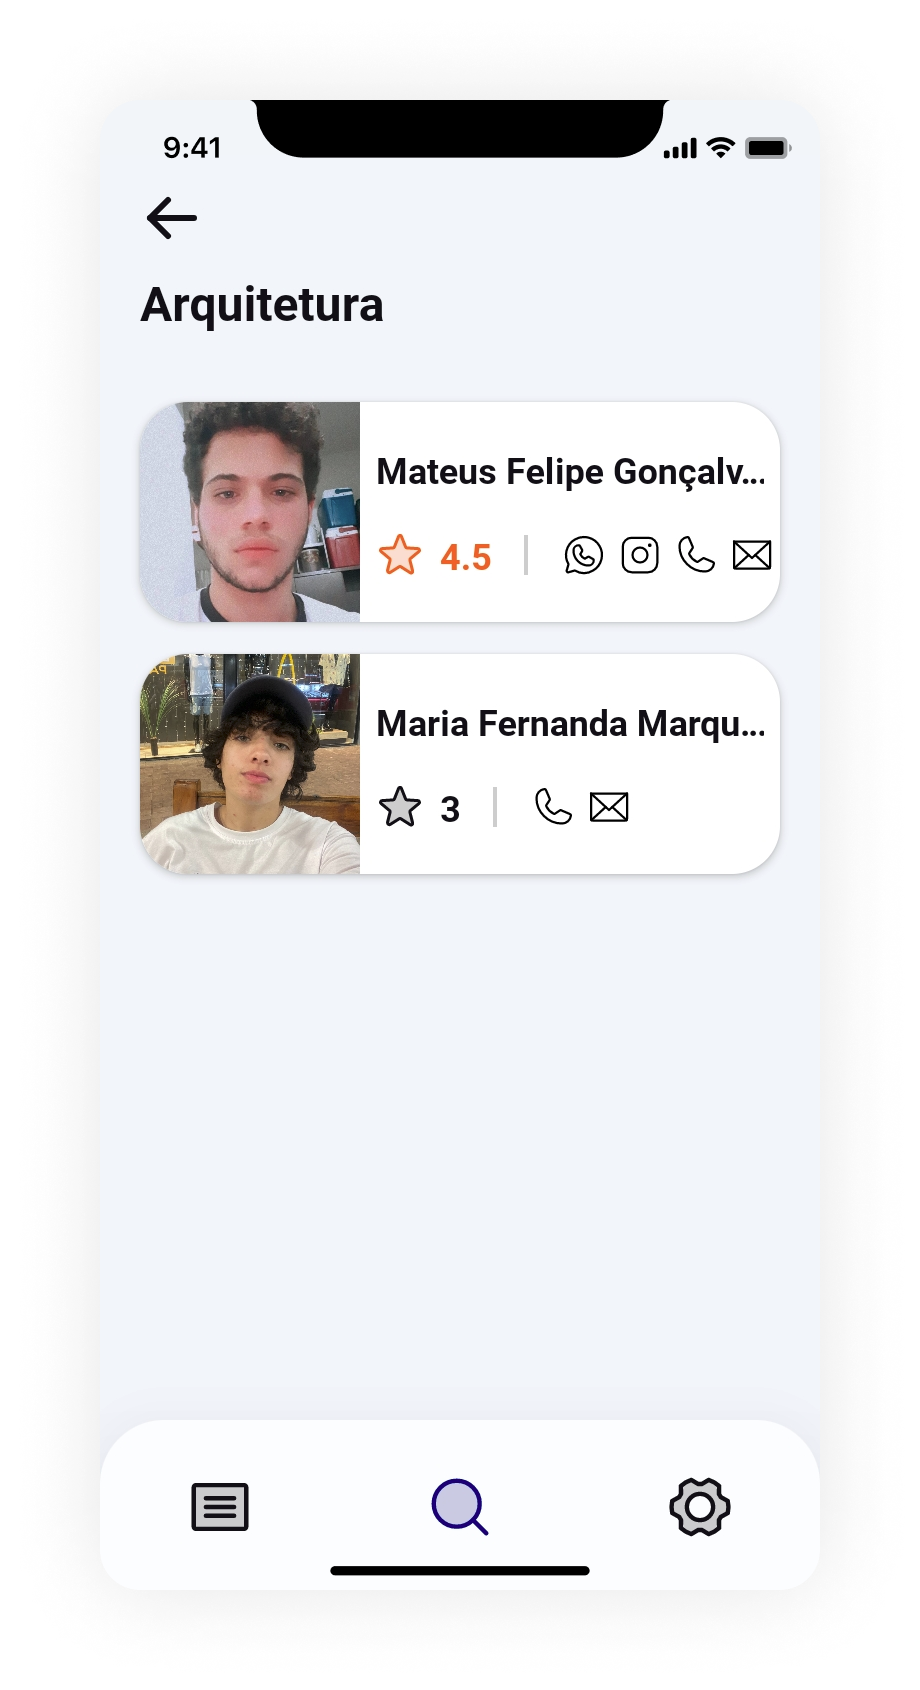 9:41
Arquitetura
Mateus Felipe Gonçalv...
4.5
Maria Fernanda Marqu...
3